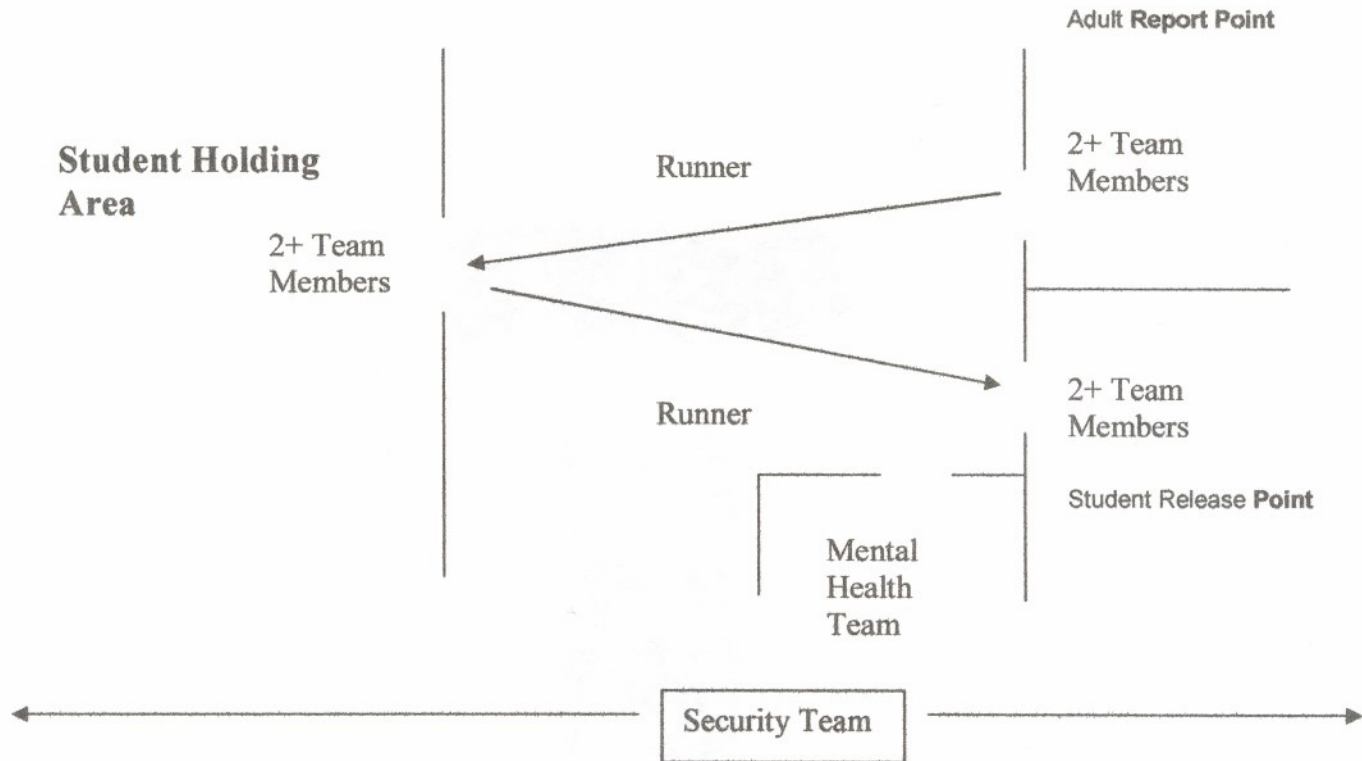 Adult Report Point
Student Holding
Area
Runner
2+ Team
Members
2+ Team
Members
Runner
2+ Team
Members
Student Release Point
Mental
Health
Team
Security Team